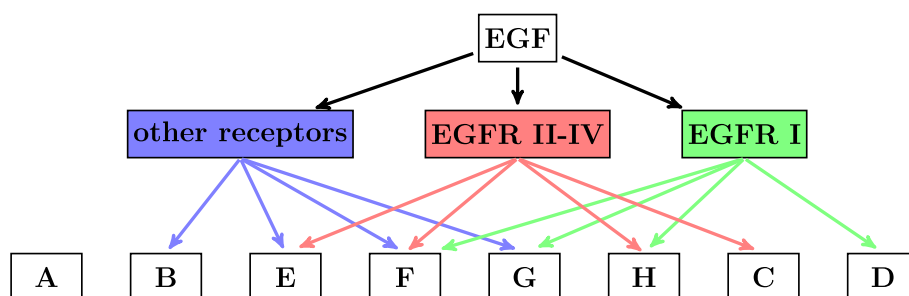 EGF
other receptors EGFR II-IV EGFR I
A B E F G H C D